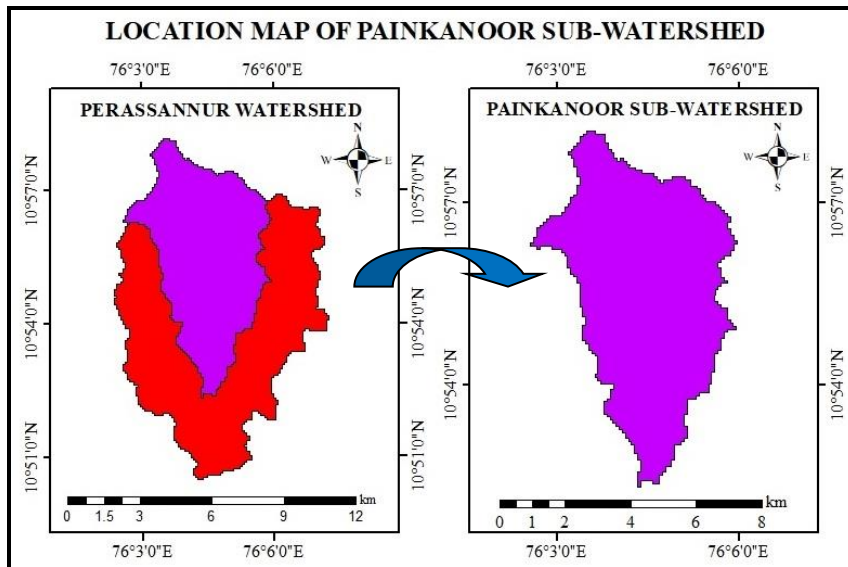 LOCATION MAP OF PAINKANOOR SUB-WATERSHED
76°3'0"E 76°6'0"E
PERASSANNUR WATERSHED
N
W E
S
10°57'0"N 10°57'0"N
10°54'0"N 10°54'0"N
10°51'0"N 10°51'0"N
km
0 1.5 3 6 9 12
76°3'0"E 76°6'0"E
76°3'0"E 76°6'0"E
PAINKANOOR SUB-WATERSHED
N
W E
S
10°57'0"N 10°57'0"N
10°54'0"N 10°54'0"N
km
0 1 2 4 6 8
76°3'0"E 76°6'0"E